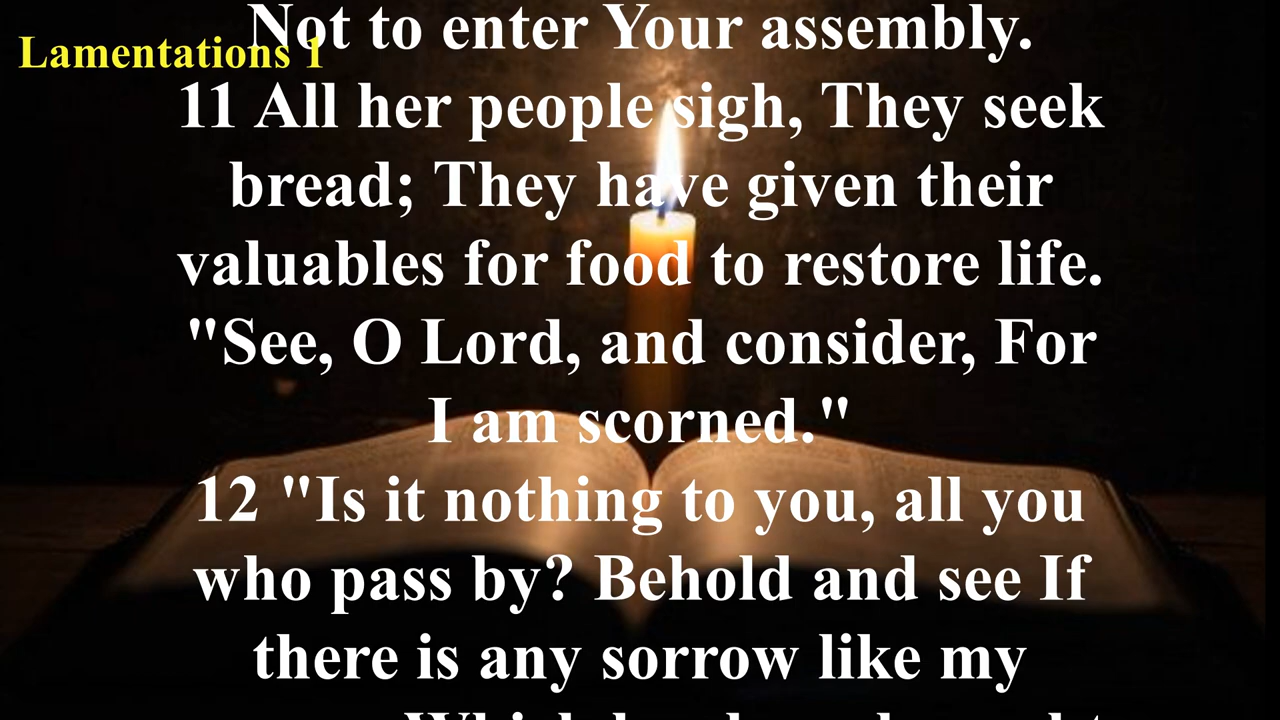 Not to enter Your assembly.
Lamentations 1
11 All her people sigh, They seek
bread; They have given their
valuables for food to restore life.
"See, O Lord, and consider, For
I am scorned."
12 "Is it nothing to you, all you
who pass by? Behold and see If
there is any sorrow like my